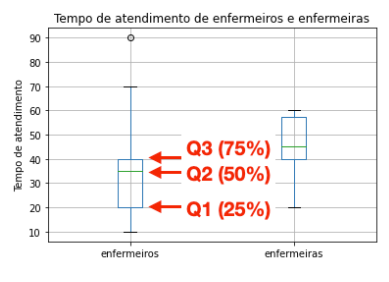 Tempo de atendimento de enfermeiros e enfermeiras
Tempo de atendimento
90
80
70
60
50
40
30
20
10
Q3 (75%)
Q2 (50%)
Q1 (25%)
enfermeiros
enfermeiras